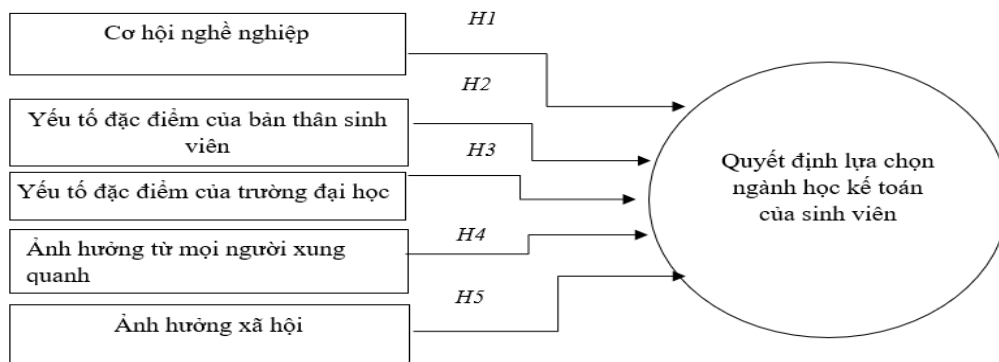 H1
Cơ hội nghề nghiệp
H2
Yếu tố đặc điểm của bản thân sinh
viên
H3
Yếu tố đặc điểm của trường đại học
H4
Ảnh hưởng từ mọi người xung
quanh
H5
Ảnh hưởng xã hội
Quyết định lựa chọn
ngành học kế toán
của sinh viên